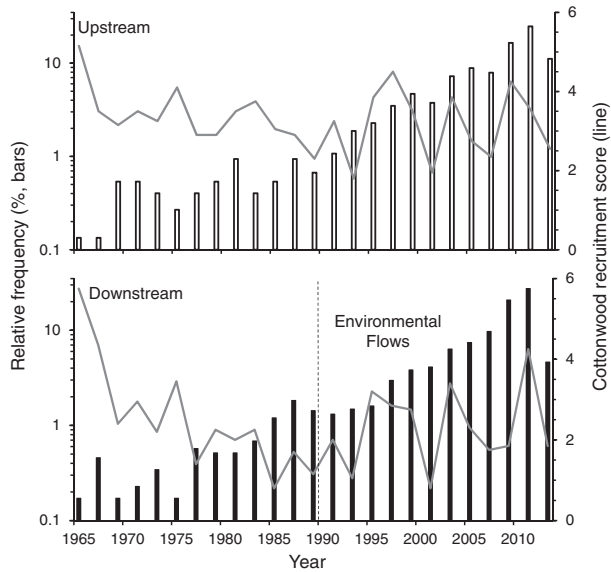 Upstream
10
1
0.1
6
4
2
0
Downstream
Environmental
Flows
10
1
0.1
6
4
2
0
1965 1970 1975 1980 1985 1990 1995 2000 2005 2010
Year
Relative frequency (%, bars)
Cottonwood recruitment score (line)